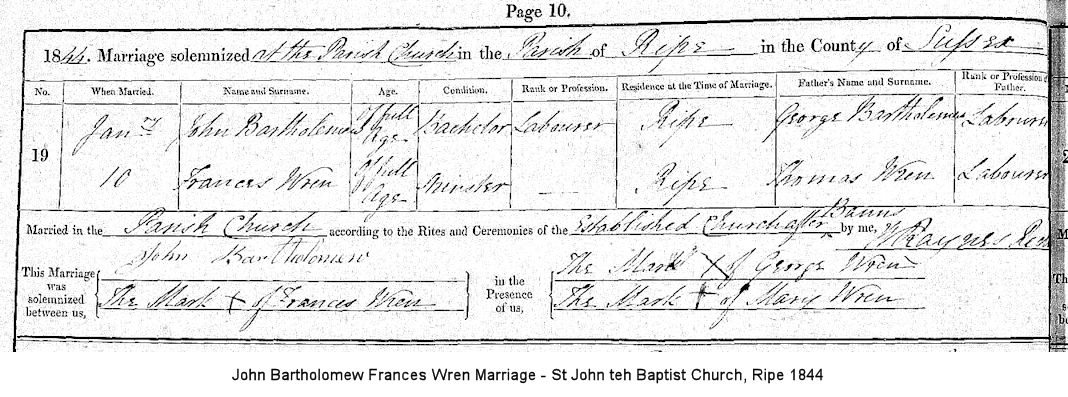 Page 10.
1844. Marriage solemnized at the Parish Church in the Parish of Ripe in the County of Sussex
No. When Married. Name and Surname. Age. Condition. Rank or Profession. Residence at the Time of Marriage. Father's Name and Surname. Rank or Profession of Father.
19
Jany John Bartholomew Of full Age Bachelor Labourer Ripe George Bartholomew Labourer
10 Frances Wren Of full Age — Ripe Thomas Wren Labourer
Married in the Parish Church according to the Rites and Ceremonies of the Established Church after Banns by me, Raynes
This Marriage was solemnized between us,
John Bartholomew
The Mark X of Frances Wren
in the Presence of us,
The Mark X of George Wren
The Mark + of Mary Wren
John Bartholomew Frances Wren Marriage - St John teh Baptist Church, Ripe 1844